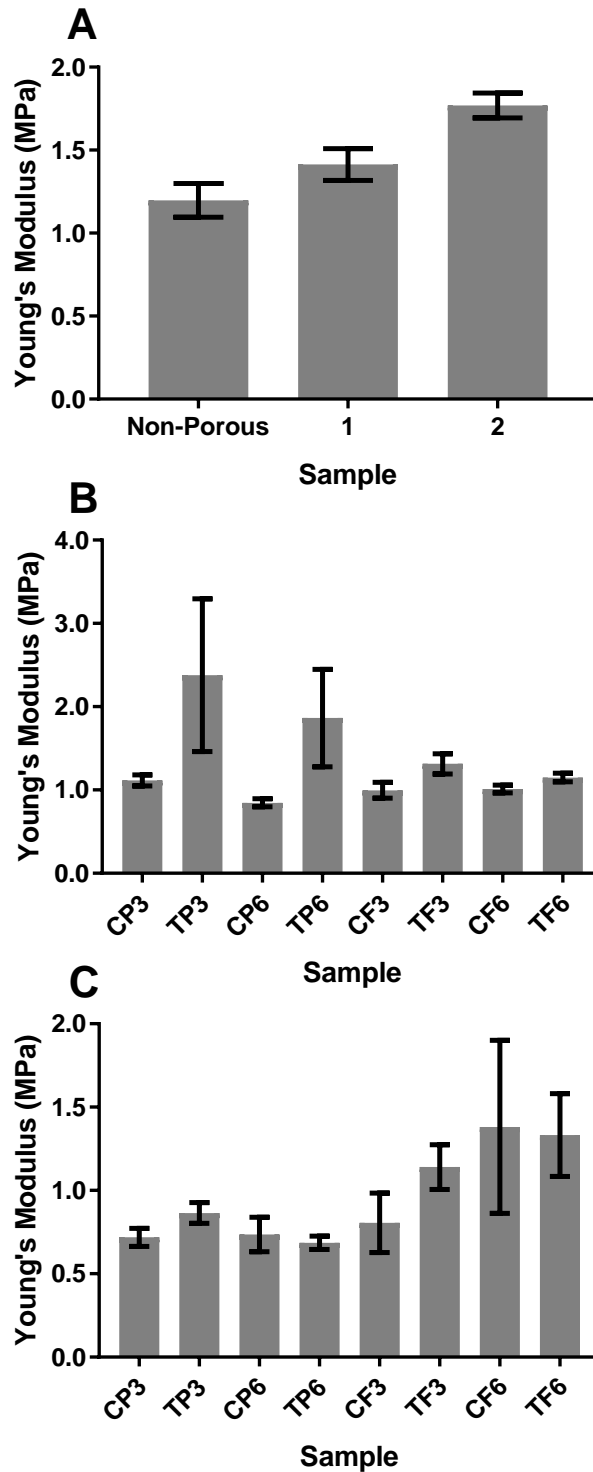 A
Young's Modulus (MPa)
2.0
1.5
1.0
0.5
0.0
Non-Porous 1 2
Sample
B
Young's Modulus (MPa)
4.0
3.0
2.0
1.0
0.0
CP3 TP3 CP6 TP6 CF3 TF3 CF6 TF6
Sample
C
Young's Modulus (MPa)
2.0
1.5
1.0
0.5
0.0
CP3 TP3 CP6 TP6 CF3 TF3 CF6 TF6
Sample